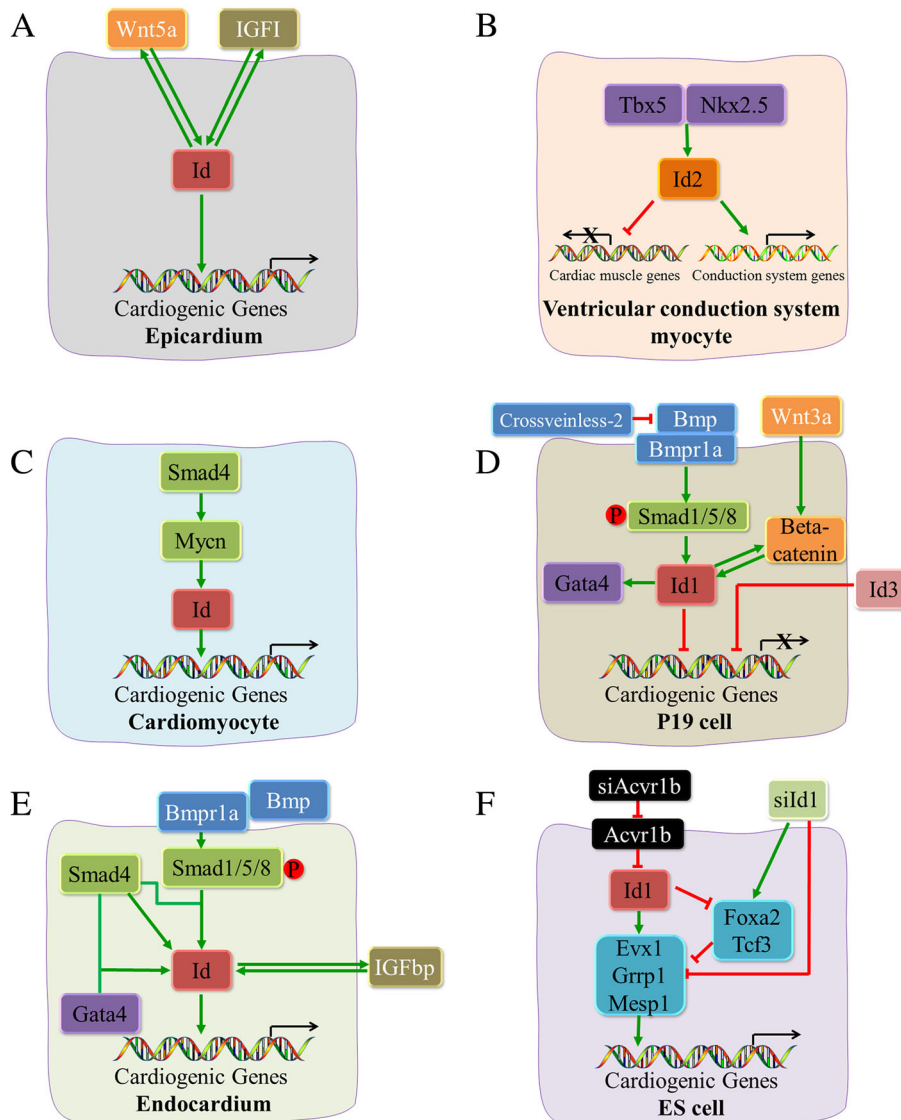 A
Wnt5a
IGFI
Id
Cardiogenic Genes
Epicardium
B
Tbx5
Nkx2.5
Id2
X
Cardiac muscle genes
Conduction system genes
Ventricular conduction system
myocyte
C
Smad4
Mycn
Id
Cardiogenic Genes
Cardiomyocyte
D
Crossveinless-2
Bmp
Wnt3a
Bmpr1a
P
Smad1/5/8
Beta-
catenin
Gata4
Id1
Id3
X
Cardiogenic Genes
P19 cell
E
Bmpr1a
Bmp
Smad4
Smad1/5/8
P
Id
IGFbp
Gata4
Cardiogenic Genes
Endocardium
F
siAcvr1b
siId1
Acvr1b
Id1
Foxa2
Tcf3
Evx1
Grrp1
Mesp1
Cardiogenic Genes
ES cell